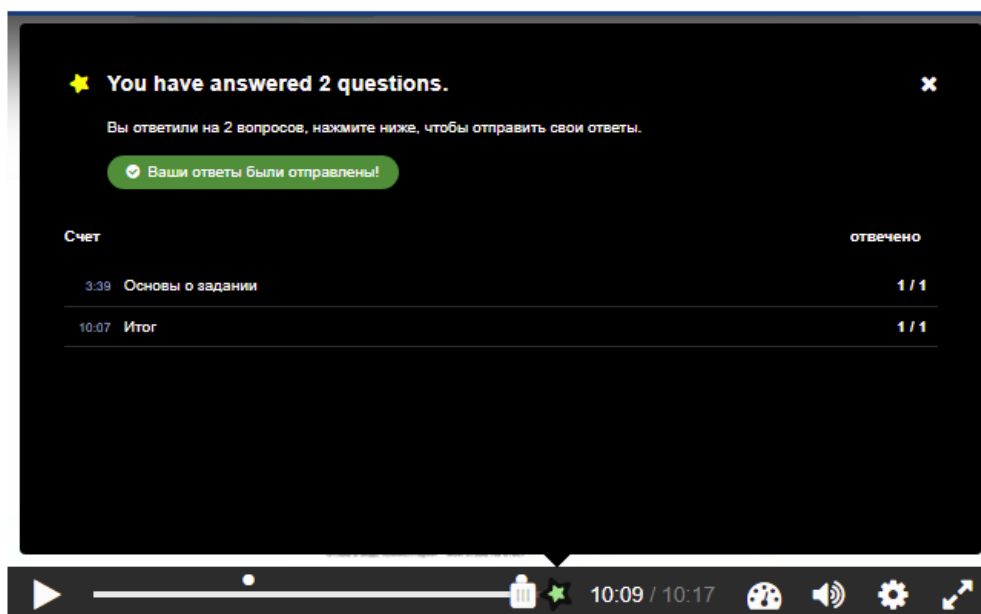 You have answered 2 questions.
Вы ответили на 2 вопросов, нажмите ниже, чтобы отправить свои ответы.
Ваши ответы были отправлены!
Счет отвечено
3:39 Основы о задании 1 / 1
10:07 Итог 1 / 1
10:09 / 10:17